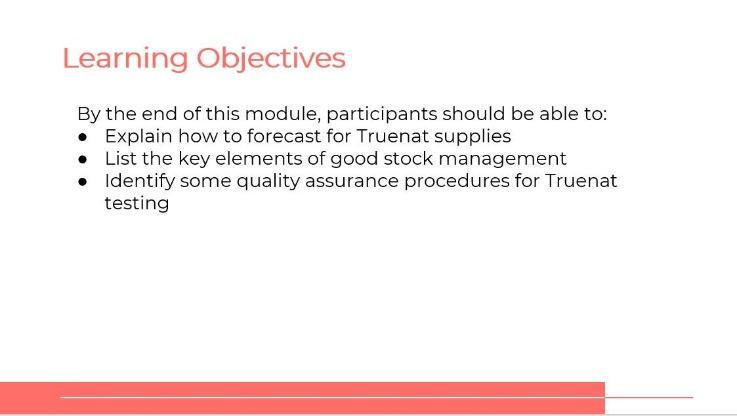 Learning Objectives
By the end of this module, participants should be able to:
● Explain how to forecast for Truenat supplies
● List the key elements of good stock management
● Identify some quality assurance procedures for Truenat
testing